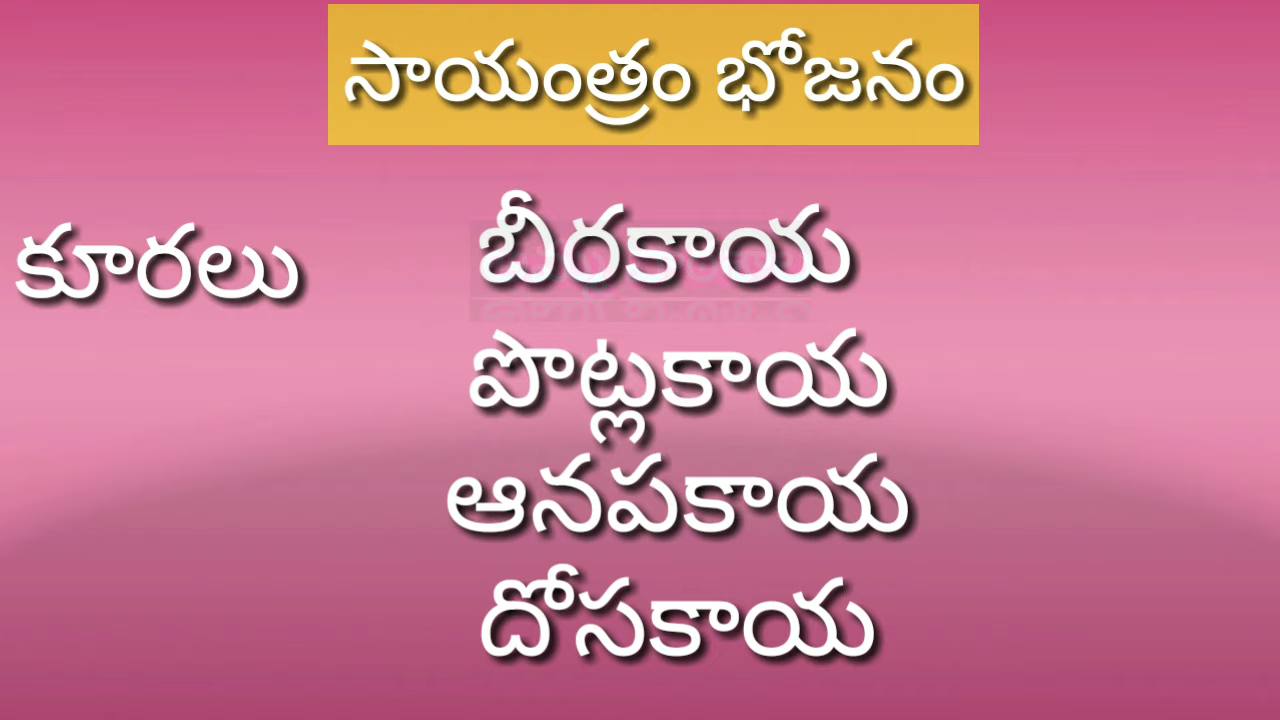 సాయంత్రం భోజనం
కూరలు బీరకాయ
పొట్లకాయ
ఆనపకాయ
దోసకాయ